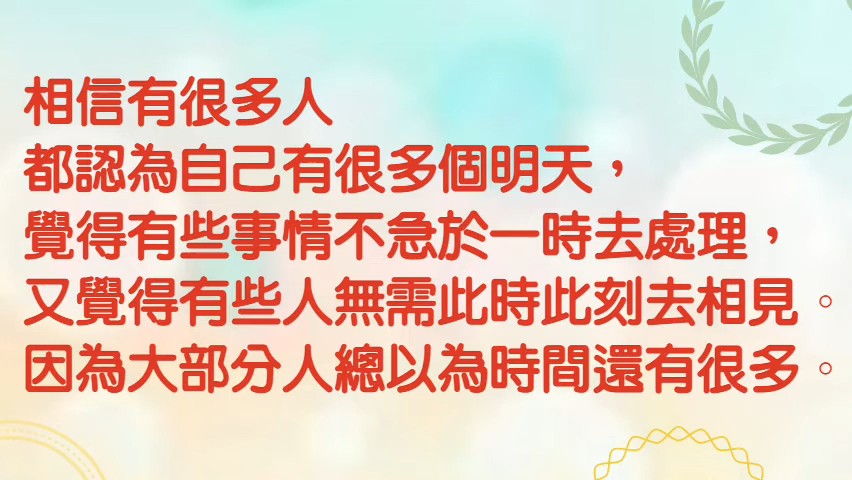 相信有很多人
都認為自己有很多個明天，
覺得有些事情不急於一時去處理，
又覺得有些人無需此時此刻去相見。
因為大部分人總以為時間還有很多。